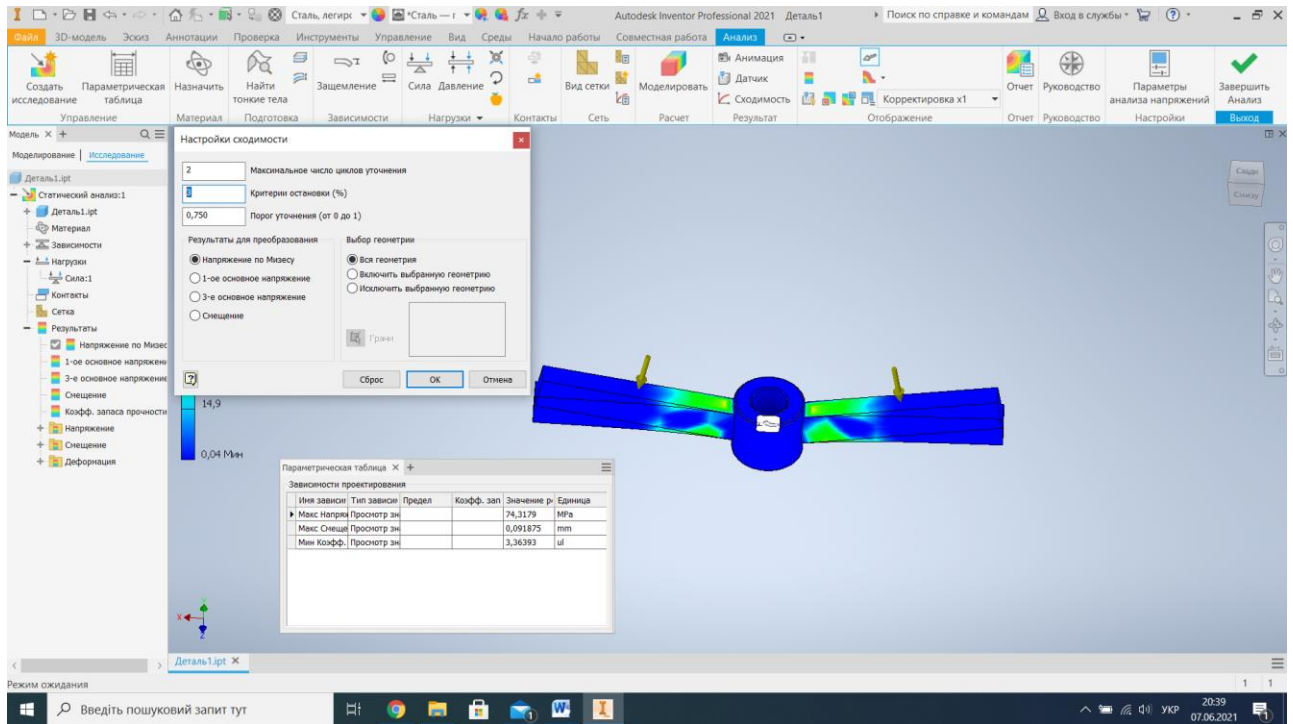 Сталь, легирс
*Сталь — г
fx
Autodesk Inventor Professional 2021 Деталь1
Поиск по справке и командам
Вход в службы
Файл 3D-модель Эскиз Аннотации Проверка Инструменты Управление Вид Среды Начало работы Совместная работа Анализ
Создать исследование
Параметрическая таблица
Назначить
Найти тонкие тела
Защемление
Сила Давление
Вид сетки
Моделировать
Анимация
Датчик
Сходимость
Корректировка x1
Отчет
Руководство
Параметры анализа напряжений
Завершить Анализ
Управление Материал Подготовка Зависимости Нагрузки Контакты Сеть Расчет Результат Отображение Отчет Руководство Настройки Выход
Модель × +
Моделирование | Исследование
Деталь1.ipt
Статический анализ:1
Деталь1.ipt
Материал
Зависимости
Нагрузки
Сила:1
Контакты
Сетка
Результаты
Напряжение по Мизес
1-ое основное напряжени
3-е основное напряжение
Смещение
Коэфф. запаса прочности
Напряжение
Смещение
Деформация
Настройки сходимости
2 Максимальное число циклов уточнения
3 Критерии остановки (%)
0,750 Порог уточнения (от 0 до 1)
Результаты для преобразования
Напряжение по Мизесу
1-ое основное напряжение
3-е основное напряжение
Смещение
Выбор геометрии
Вся геометрия
Включить выбранную геометрию
Исключить выбранную геометрию
Грани
Сброс OK Отмена
14,9
0,04 Мин
Сзади
Снизу
Параметрическая таблица × +
Зависимости проектирования
Имя зависи Тип зависи Предел Коэфф. зап Значение р Единица
Макс Напря Просмотр зн 74,3179 MPa
Макс Смеще Просмотр зн 0,091875 mm
Мин Коэфф. Просмотр зн 3,36393 ul
X Y Z
Деталь1.ipt ×
Режим ожидания
1 1
Введіть пошуковий запит тут
УКР
20:39
07.06.2021